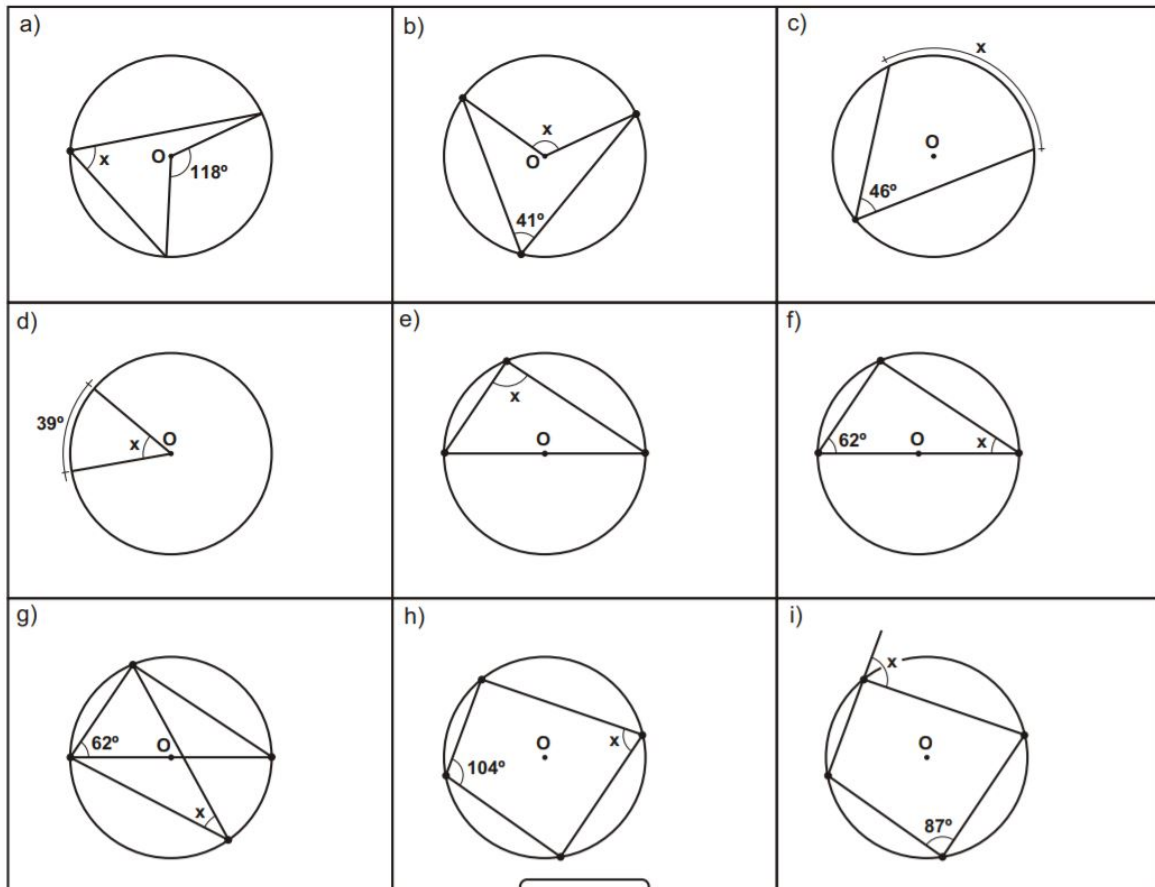 a)
O
x
118º
b)
x
O
41º
c)
x
O
46º
d)
39º
x
O
e)
x
O
f)
62º
O
x
g)
62º
O
x
h)
O
x
104º
i)
x
O
87º